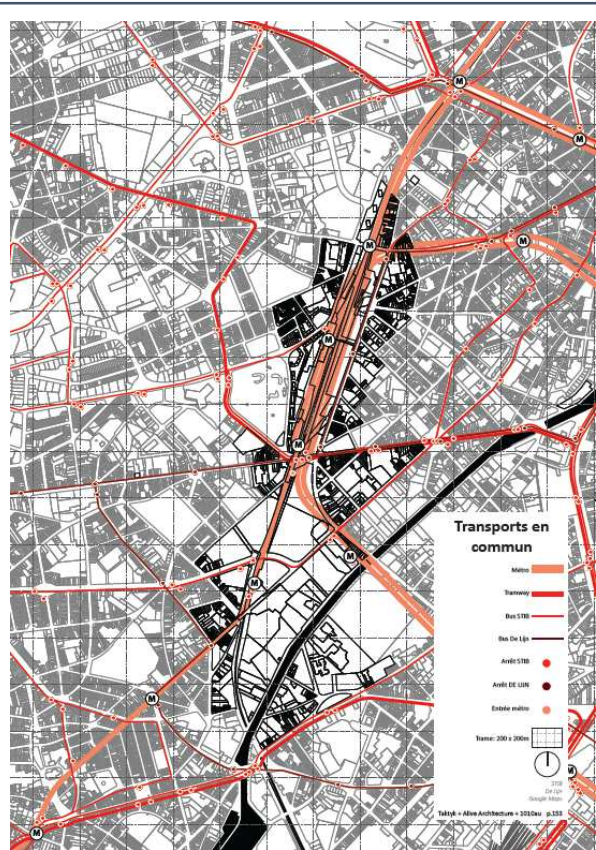 M
M
M
M
M
M
M
M
M
M
M
Transports en
commun
Métro
Tramway
Bus STIB
Bus De Lijn
Arrêt STIB
Arrêt DE LIJN
Entrée métro
Trame: 200 x 200m
STIB
De Lijn
Google Maps
Taktyk + Alive Architecture + 1010au p.155